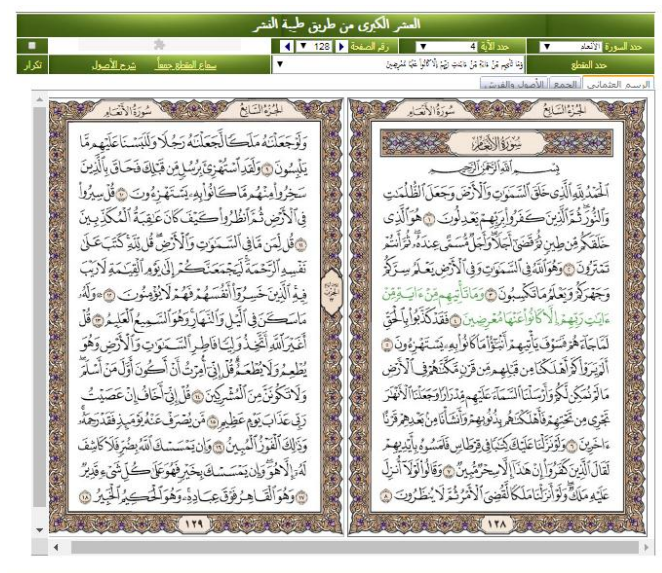 العشر الكبرى من طريق طيبة النشر
حدد السورة الأنعام حدد الآية 4 رقم الصفحة 128
حدد المقطع وَمَا تَأْتِيهِم مِّنْ ءَايَةٍ مِّنْ ءَايَٰتِ رَبِّهِمْ إِلَّا كَانُوا۟ عَنْهَا مُعْرِضِينَ سماع المقطع جمعاً شرح الأصول تكرار
الرسم العثماني الجمع الأصول والفرش
الجزء السابع سورة الأنعام
سورة الأنعام
بسم الله الرحمن الرحيم
الحمد لله الذي خلق السموت والأرض وجعل الظلمت
والنور ثم الذين كفروا بربهم يعدلون ١ هو الذي
خلقكم من طين ثم قضى أجلا وأجل مسمى عنده ثم أنتم
تمترون ٢ وهو الله في السموت وفي الأرض يعلم سركم
وجهركم ويعلم ما تكسبون ٣ وما تأتيهم من ءاية من
ءايت ربهم إلا كانوا عنها معرضين ٤ فقد كذبوا بالحق
لما جاءهم فسوف يأتيهم أنبؤا ما كانوا به يستهزءون ٥
ألم يروا كم أهلكنا من قبلهم من قرن مكنهم في الأرض
ما لم نمكن لكم وأرسلنا السماء عليهم مدرارا وجعلنا الأنهر
تجري من تحتهم فأهلكنهم بذنوبهم وأنشأنا من بعدهم قرنا
ءاخرين ٦ ولو نزلنا عليك كتبا في قرطاس فلمسوه بأيديهم
لقال الذين كفروا إن هذا إلا سحر مبين ٧ وقالوا لولا أنزل
عليه ملك ولو أنزلنا ملكا لقضي الأمر ثم لا ينظرون ٨
١٢٨
الجزء السابع سورة الأنعام
ولو جعلنه ملكا لجعلنه رجلا وللبسنا عليهم ما
يلبسون ٩ ولقد استهزئ برسل من قبلك فحاق بالذين
سخروا منهم ما كانوا به يستهزءون ١٠ قل سيروا
في الأرض ثم انظروا كيف كان عقبة المكذبين
١١ قل لمن ما في السموت والأرض قل لله كتب على
نفسه الرحمة ليجمعنكم إلى يوم القيمة لا ريب
فيه الذين خسروا أنفسهم فهم لا يؤمنون ١٢ وله
ما سكن في اليل والنهار وهو السميع العليم ١٣ قل
أغير الله أتخذ وليا فاطر السموت والأرض وهو
يطعم ولا يطعم قل إني أمرت أن أكون أول من أسلم
ولا تكونن من المشركين ١٤ قل إني أخاف إن عصيت
ربي عذاب يوم عظيم ١٥ من يصرف عنه يومئذ فقد رحمه
وذلك الفوز المبين ١٦ وإن يمسسك الله بضر فلا كاشف
له إلا هو وإن يمسسك بخير فهو على كل شيء قدير
١٧ وهو القاهر فوق عباده وهو الحكيم الخبير ١٨
١٢٩